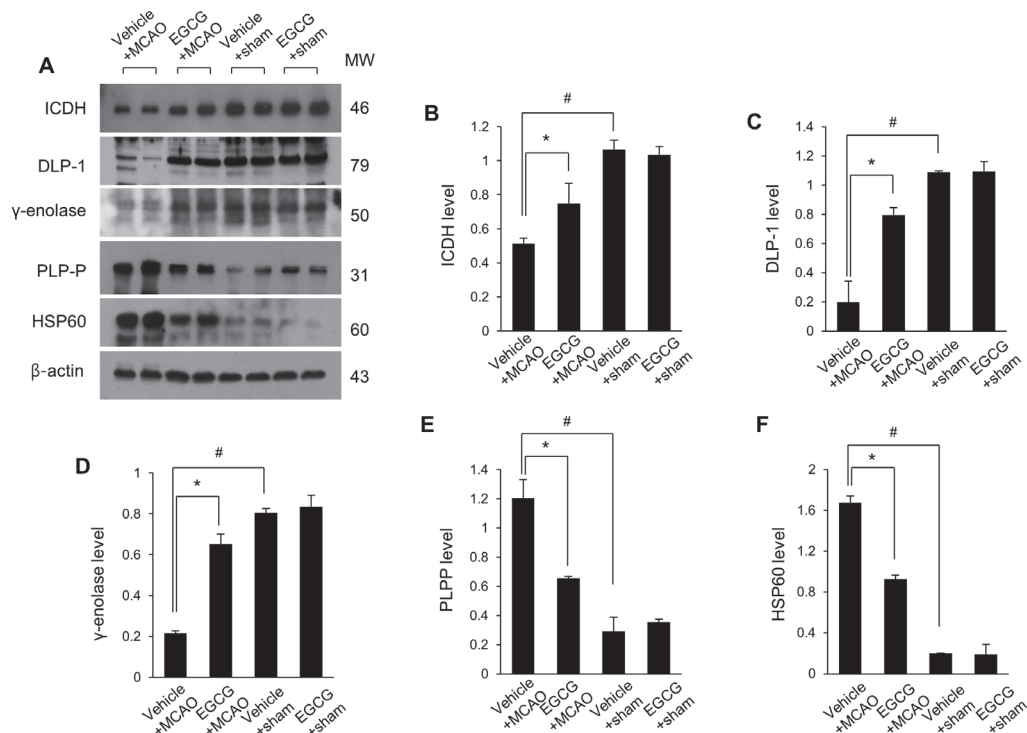 Vehicle
+MCAO
EGCG
+MCAO
Vehicle
+sham
EGCG
+sham
A
MW
ICDH
46
DLP-1
79
γ-enolase
50
PLP-P
31
HSP60
60
β-actin
43
B
#
*
1.2
1
0.8
0.6
0.4
0.2
0
ICDH level
Vehicle
+MCAO
EGCG
+MCAO
Vehicle
+sham
EGCG
+sham
C
#
*
1.4
1.2
1
0.8
0.6
0.4
0.2
0
DLP-1 level
Vehicle
+MCAO
EGCG
+MCAO
Vehicle
+sham
EGCG
+sham
D
#
*
1
0.8
0.6
0.4
0.2
0
γ-enolase level
Vehicle
+MCAO
EGCG
+MCAO
Vehicle
+sham
EGCG
+sham
E
#
*
1.4
1.2
1
0.8
0.6
0.4
0.2
0
PLPP level
Vehicle
+MCAO
EGCG
+MCAO
Vehicle
+sham
EGCG
+sham
F
#
*
2
1.6
1.2
0.8
0.4
0
HSP60 level
Vehicle
+MCAO
EGCG
+MCAO
Vehicle
+sham
EGCG
+sham